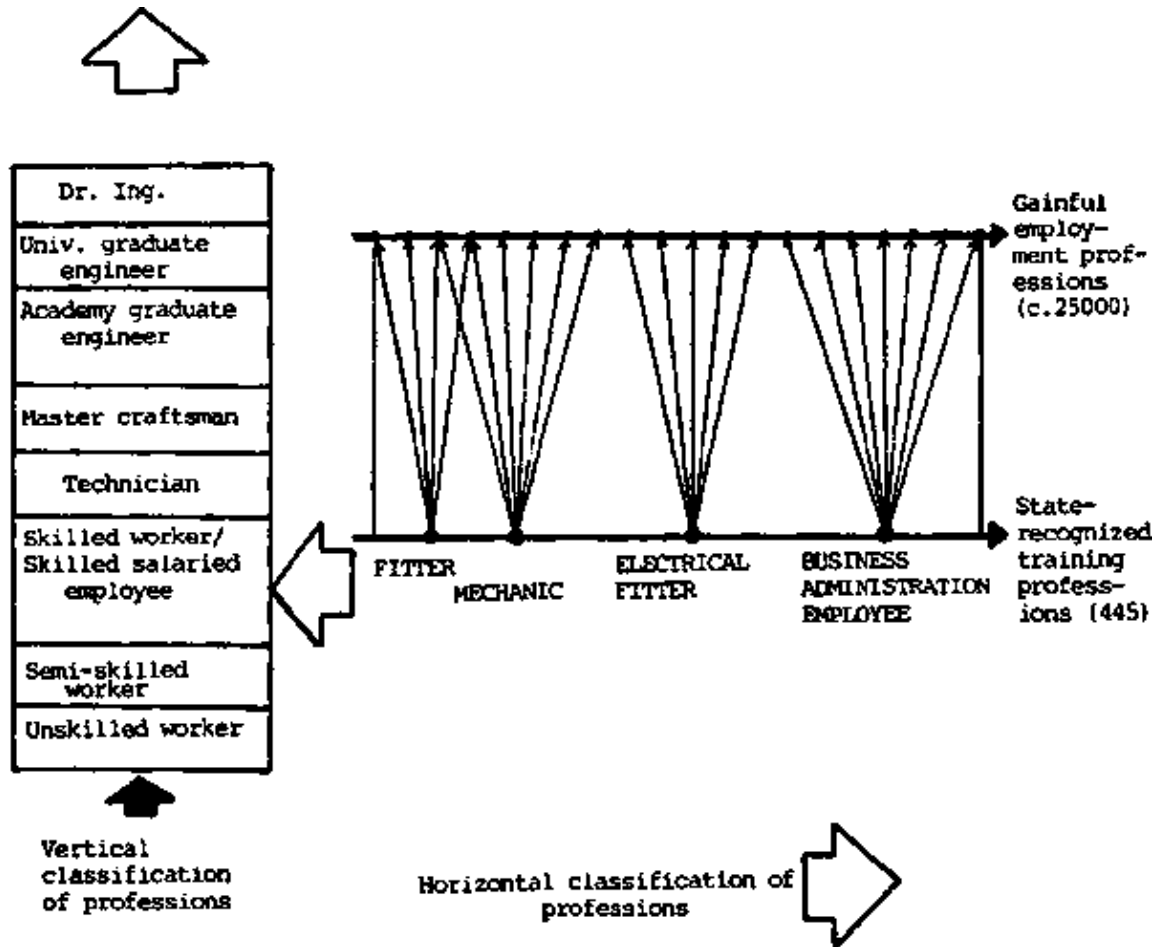 Dr. Ing.
Univ. graduate
engineer
Academy graduate
engineer
Master craftsman
Technician
Skilled worker/
Skilled salaried
employee
Semi-skilled
worker
Unskilled worker
Vertical
classification
of professions
Gainful
employ-
ment prof-
essions
(c.25000)
State-
recognized
training
profess-
ions (445)
FITTER
MECHANIC
ELECTRICAL
FITTER
BUSINESS
ADMINISTRATION
EMPLOYEE
Horizontal classification of
professions